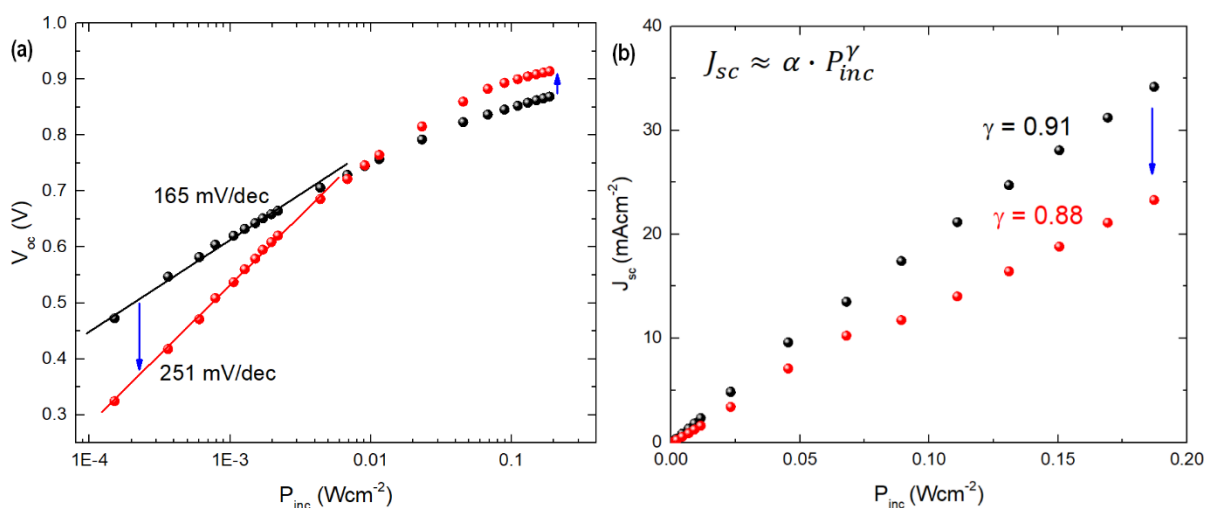 (a)
1.0
0.9
0.8
0.7
0.6
0.5
0.4
0.3
V_oc (V)
165 mV/dec
251 mV/dec
1E-4
1E-3
0.01
0.1
P_inc (Wcm⁻²)
(b)
40
30
20
10
0
J_sc (mAcm⁻²)
J_sc ≈ α · P_inc^γ
γ = 0.91
γ = 0.88
0.00
0.05
0.10
0.15
0.20
P_inc (Wcm⁻²)